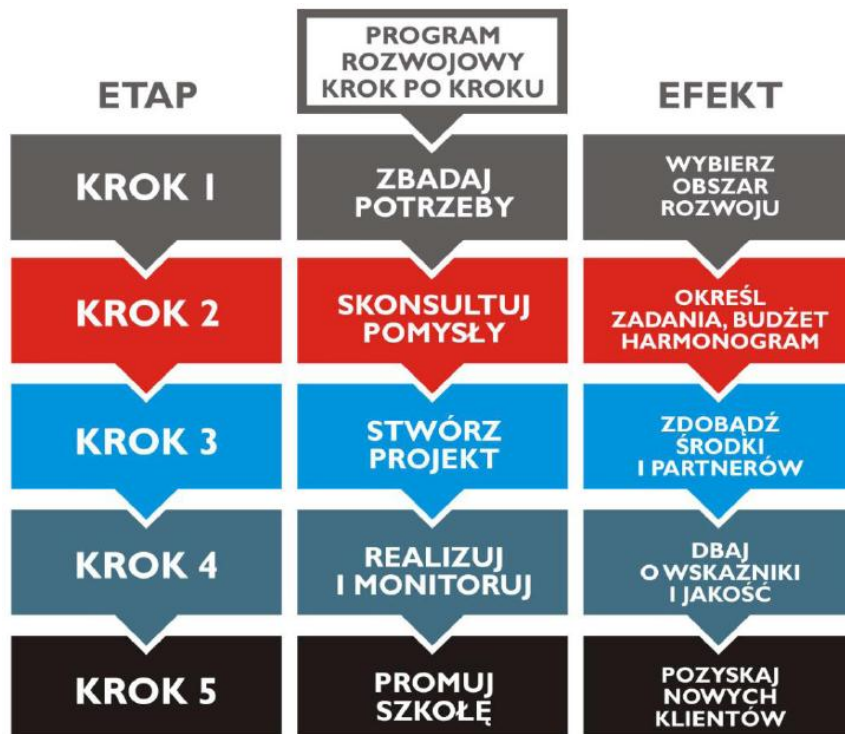 PROGRAM
ROZWOJOWY
KROK PO KROKU
ETAP
EFEKT
KROK 1
ZBADAJ
POTRZEBY
WYBIERZ
OBSZAR
ROZWOJU
KROK 2
SKONSULTUJ
POMYSŁY
OKREŚL
ZADANIA, BUDŻET
HARMONOGRAM
KROK 3
STWÓRZ
PROJEKT
ZDOBĄDŹ
ŚRODKI
I PARTNERÓW
KROK 4
REALIZUJ
I MONITORUJ
DBAJ
O WSKAŹNIKI
I JAKOŚĆ
KROK 5
PROMUJ
SZKOŁĘ
POZYSKAJ
NOWYCH
KLIENTÓW